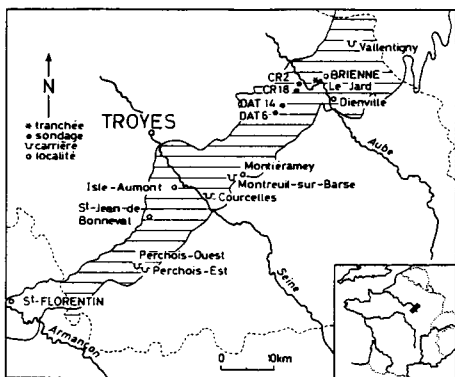 Vallentigny
N
CR2
BRIENNE
CR18
Le Jard
tranchée
sondage
carrière
localité
DAT 14
Dienville
DAT 6
TROYES
Aube
Montiéramey
Isle-Aumont
Montreuil-sur-Barse
Courcelles
St-Jean-de-
Bonneval
Perchois-Ouest
Perchois-Est
Seine
St-FLORENTIN
Armançon
0 10km